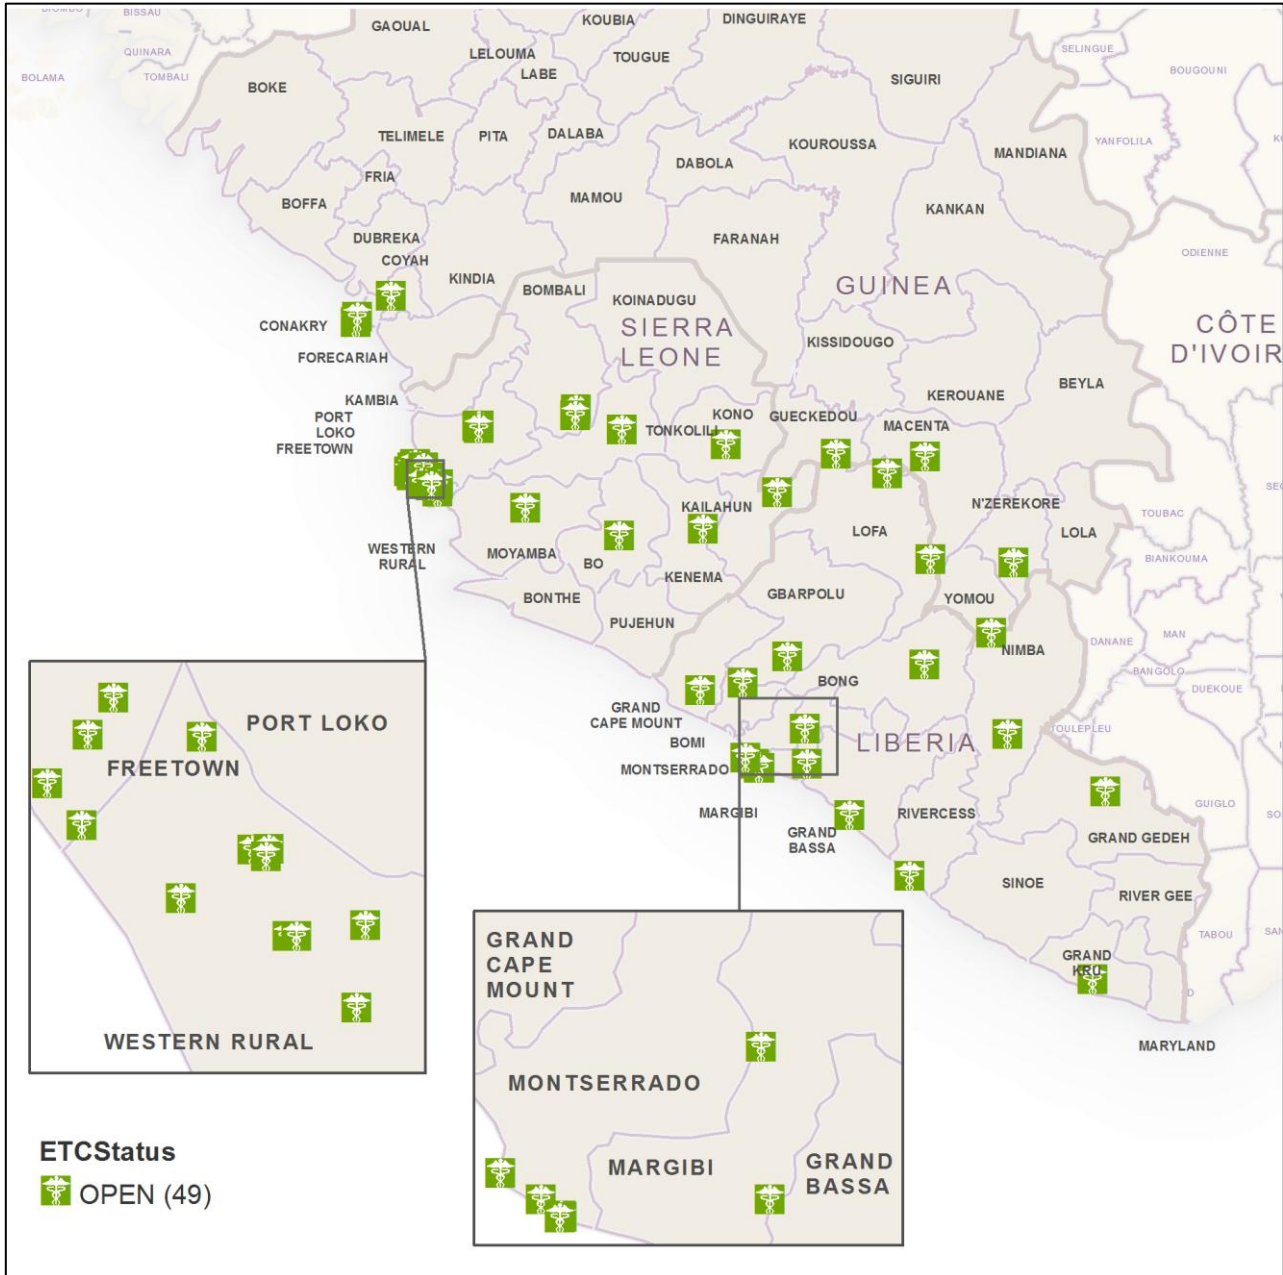 BISSAU
QUINARA
TOMBALI
BOLAMA
GAOUAL
KOUBIA
DINGUIRAYE
LELOUMA
TOUGUE
LABE
BOKE
SIGUIRI
SELINGUE
BOUGOUNI
TELIMELE
PITA
DALABA
KOUROUSSA
YANFOLILA
MANDIANA
DABOLA
FRIA
BOFFA
MAMOU
KANKAN
DUBREKA
FARANAH
ODIENNE
COYAH
KINDIA
BOMBALI
KOINADUGU
GUINEA
CONAKRY
SIERRA
LEONE
CÔTE
D'IVOIR
FORECARIAH
KISSIDOUGO
BEYLA
KEROUANE
KAMBIA
PORT
LOKO
FREETOWN
KONO
TONKOLILI
GUECKEDOU
MACENTA
KAILAHUN
N'ZEREKORE
TOUBAC
LOFA
LOLA
WESTERN
RURAL
MOYAMBA
BO
KENEMA
BIANKOUMA
BONTHE
GBARPOLU
YOMOU
PUJEHUN
NIMBA
DANANE
MAN
BANGOLO
DUEKOUE
BONG
GRAND
CAPE MOUNT
BOMI
LIBERIA
TOULEPLEU
MONTSERRADO
MARGIBI
GRAND
BASSA
RIVERCESS
GUIGLO
GRAND GEDEH
SINOE
RIVER GEE
TABOU
SAN
GRAND
KRU
MARYLAND
PORT LOKO
FREETOWN
WESTERN RURAL
GRAND
CAPE
MOUNT
MONTSERRADO
MARGIBI
GRAND
BASSA
ETCStatus
OPEN (49)